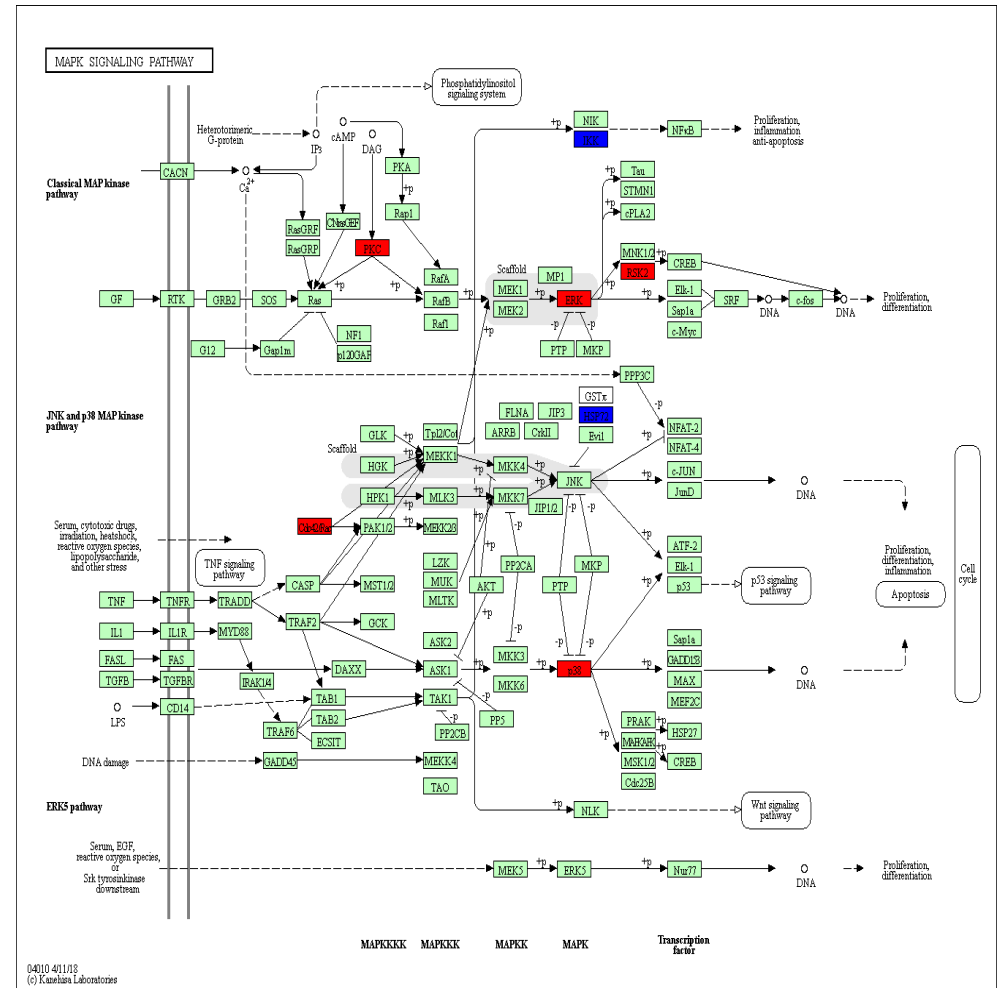 MAPK SIGNALING PATHWAY
Phosphatidylinositol
signaling system
Heterotorimeric
G-protein
IP3
cAMP
DAG
+p
NIK
IKK
NFκB
Proliferation,
inflammation
anti-apoptosis
CACN
Ca2+
PKA
+p
Classical MAP kinase
pathway
Tau
STMN1
cPLA2
+p
RasGRF
RasGRP
CNrasGEF
PKC
Rap1
RafA
Scaffold
MP1
MNK1/2
RSK2
CREB
+p
+p
GF
RTK
GRB2
SOS
Ras
+p
+p
RafB
Raf1
+p
MEK1
MEK2
+p
ERK
+p
Elk-1
Sap1a
c-Myc
SRF
DNA
c-fos
DNA
Proliferation,
differentiation
G12
Gap1m
NF1
p120GAP
+p
-p
-p
PTP
MKP
PPP3C
-p
JNK and p38 MAP kinase
pathway
GSTπ
Evi1
FLNA
JIP3
ARRB
CrkII
NFAT-2
NFAT-4
GLK
HGK
Scaffold
+p
+p
+p
Tpl2/Cot
MEKK1
+p
+p
MKK4
+p
JNK
+p
c-JUN
JunD
DNA
HPK1
+p
MLK3
+p
MKK7
+p
JIP1/2
Cdc42/Rac
PAK1/2
+p
MEKK2/3
Serum, cytotoxic drugs,
irradiation, heatshock,
reactive oxygen species,
lipopolysaccharide,
and other stress
TNF signaling
pathway
LZK
MUK
MLTK
-p
-p
PP2CA
AKT
-p
-p
PTP
MKP
+p
ATF-2
Elk-1
p53
p53 signaling
pathway
Proliferation,
differentiation,
inflammation
Apoptosis
Cell
cycle
CASP
MST1/2
TNF
TNFR
TRADD
TRAF2
GCK
IL1
IL1R
MYD88
ASK2
+p
-p
-p
-p
-p
FASL
FAS
DAXX
ASK1
+p
MKK3
MKK6
+p
p38
+p
Sap1a
GADD153
MAX
MEF2C
DNA
TGFB
TGFBR
IRAK1/4
LPS
CD14
TAB1
TAB2
ECSIT
TRAF6
TAK1
-p
-p
PP2CB
PP5
PRAK
MAPKAPK
MSK1/2
Cdc25B
+p
+p
+p
HSP27
CREB
DNA damage
GADD45
MEKK4
TAO
ERK5 pathway
+p
NLK
Wnt signaling
pathway
Serum, EGF,
reactive oxygen species,
or
Srk tyrosinkinase
downstream
MEK5
+p
ERK5
+p
Nur77
DNA
Proliferation,
differentiation
MAPKKKK
MAPKKK
MAPKK
MAPK
Transcription
factor
04010 4/11/18
(c) Kanehisa Laboratories